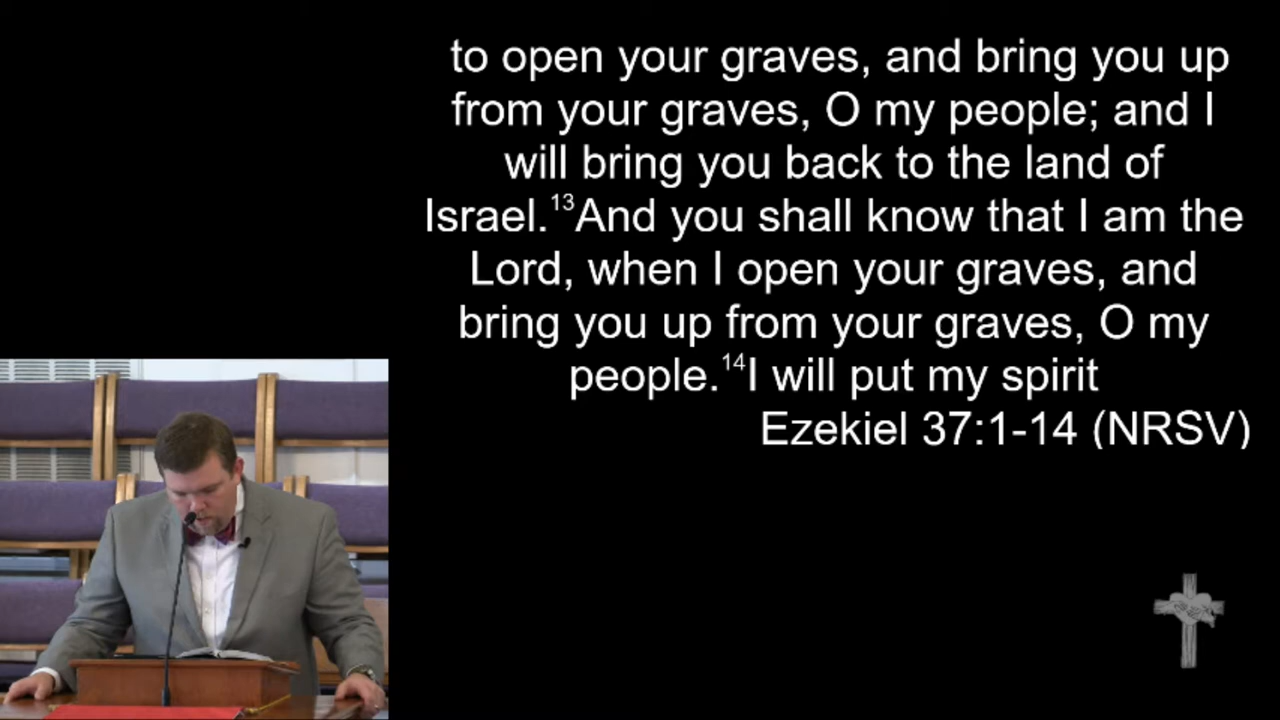 to open your graves, and bring you up
from your graves, O my people; and I
will bring you back to the land of
Israel.¹³And you shall know that I am the
Lord, when I open your graves, and
bring you up from your graves, O my
people.¹⁴I will put my spirit
Ezekiel 37:1-14 (NRSV)